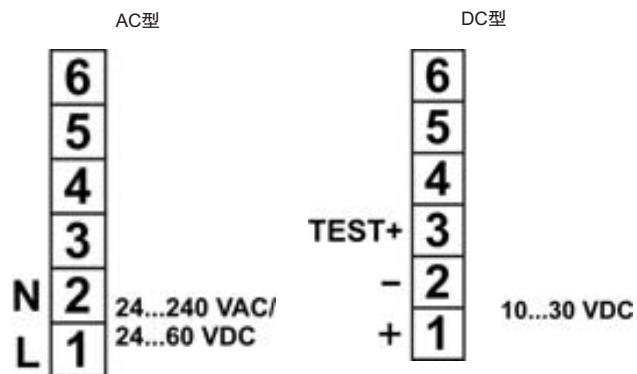 AC型
6
5
4
3
N 2
L 1
24...240 VAC/
24...60 VDC
DC型
6
5
4
TEST+ 3
- 2
+ 1
10...30 VDC